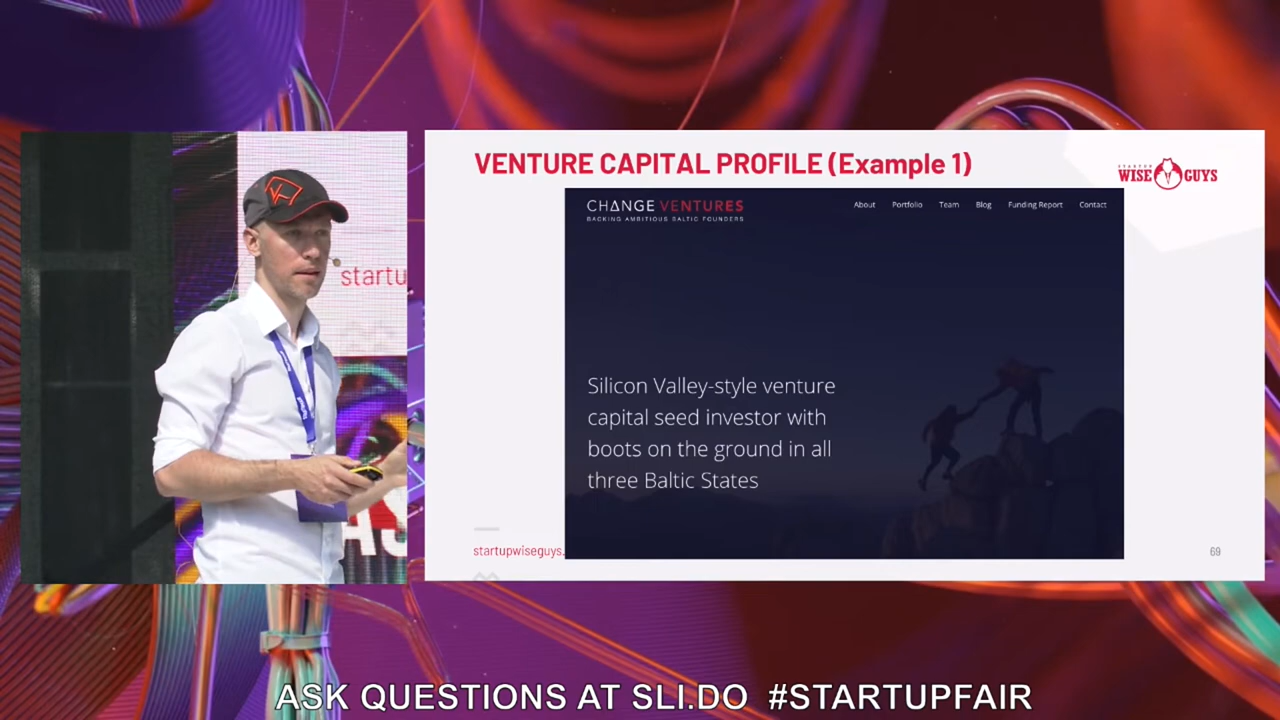 VENTURE CAPITAL PROFILE (Example 1)
STARTUP
WISE GUYS
CHANGE VENTURES
BACKING AMBITIOUS BALTIC FOUNDERS
About Portfolio Team Blog Funding Report Contact
startu
Silicon Valley-style venture
capital seed investor with
boots on the ground in all
three Baltic States
startupwiseguys.
69
ASK QUESTIONS AT SLI.DO #STARTUPFAIR